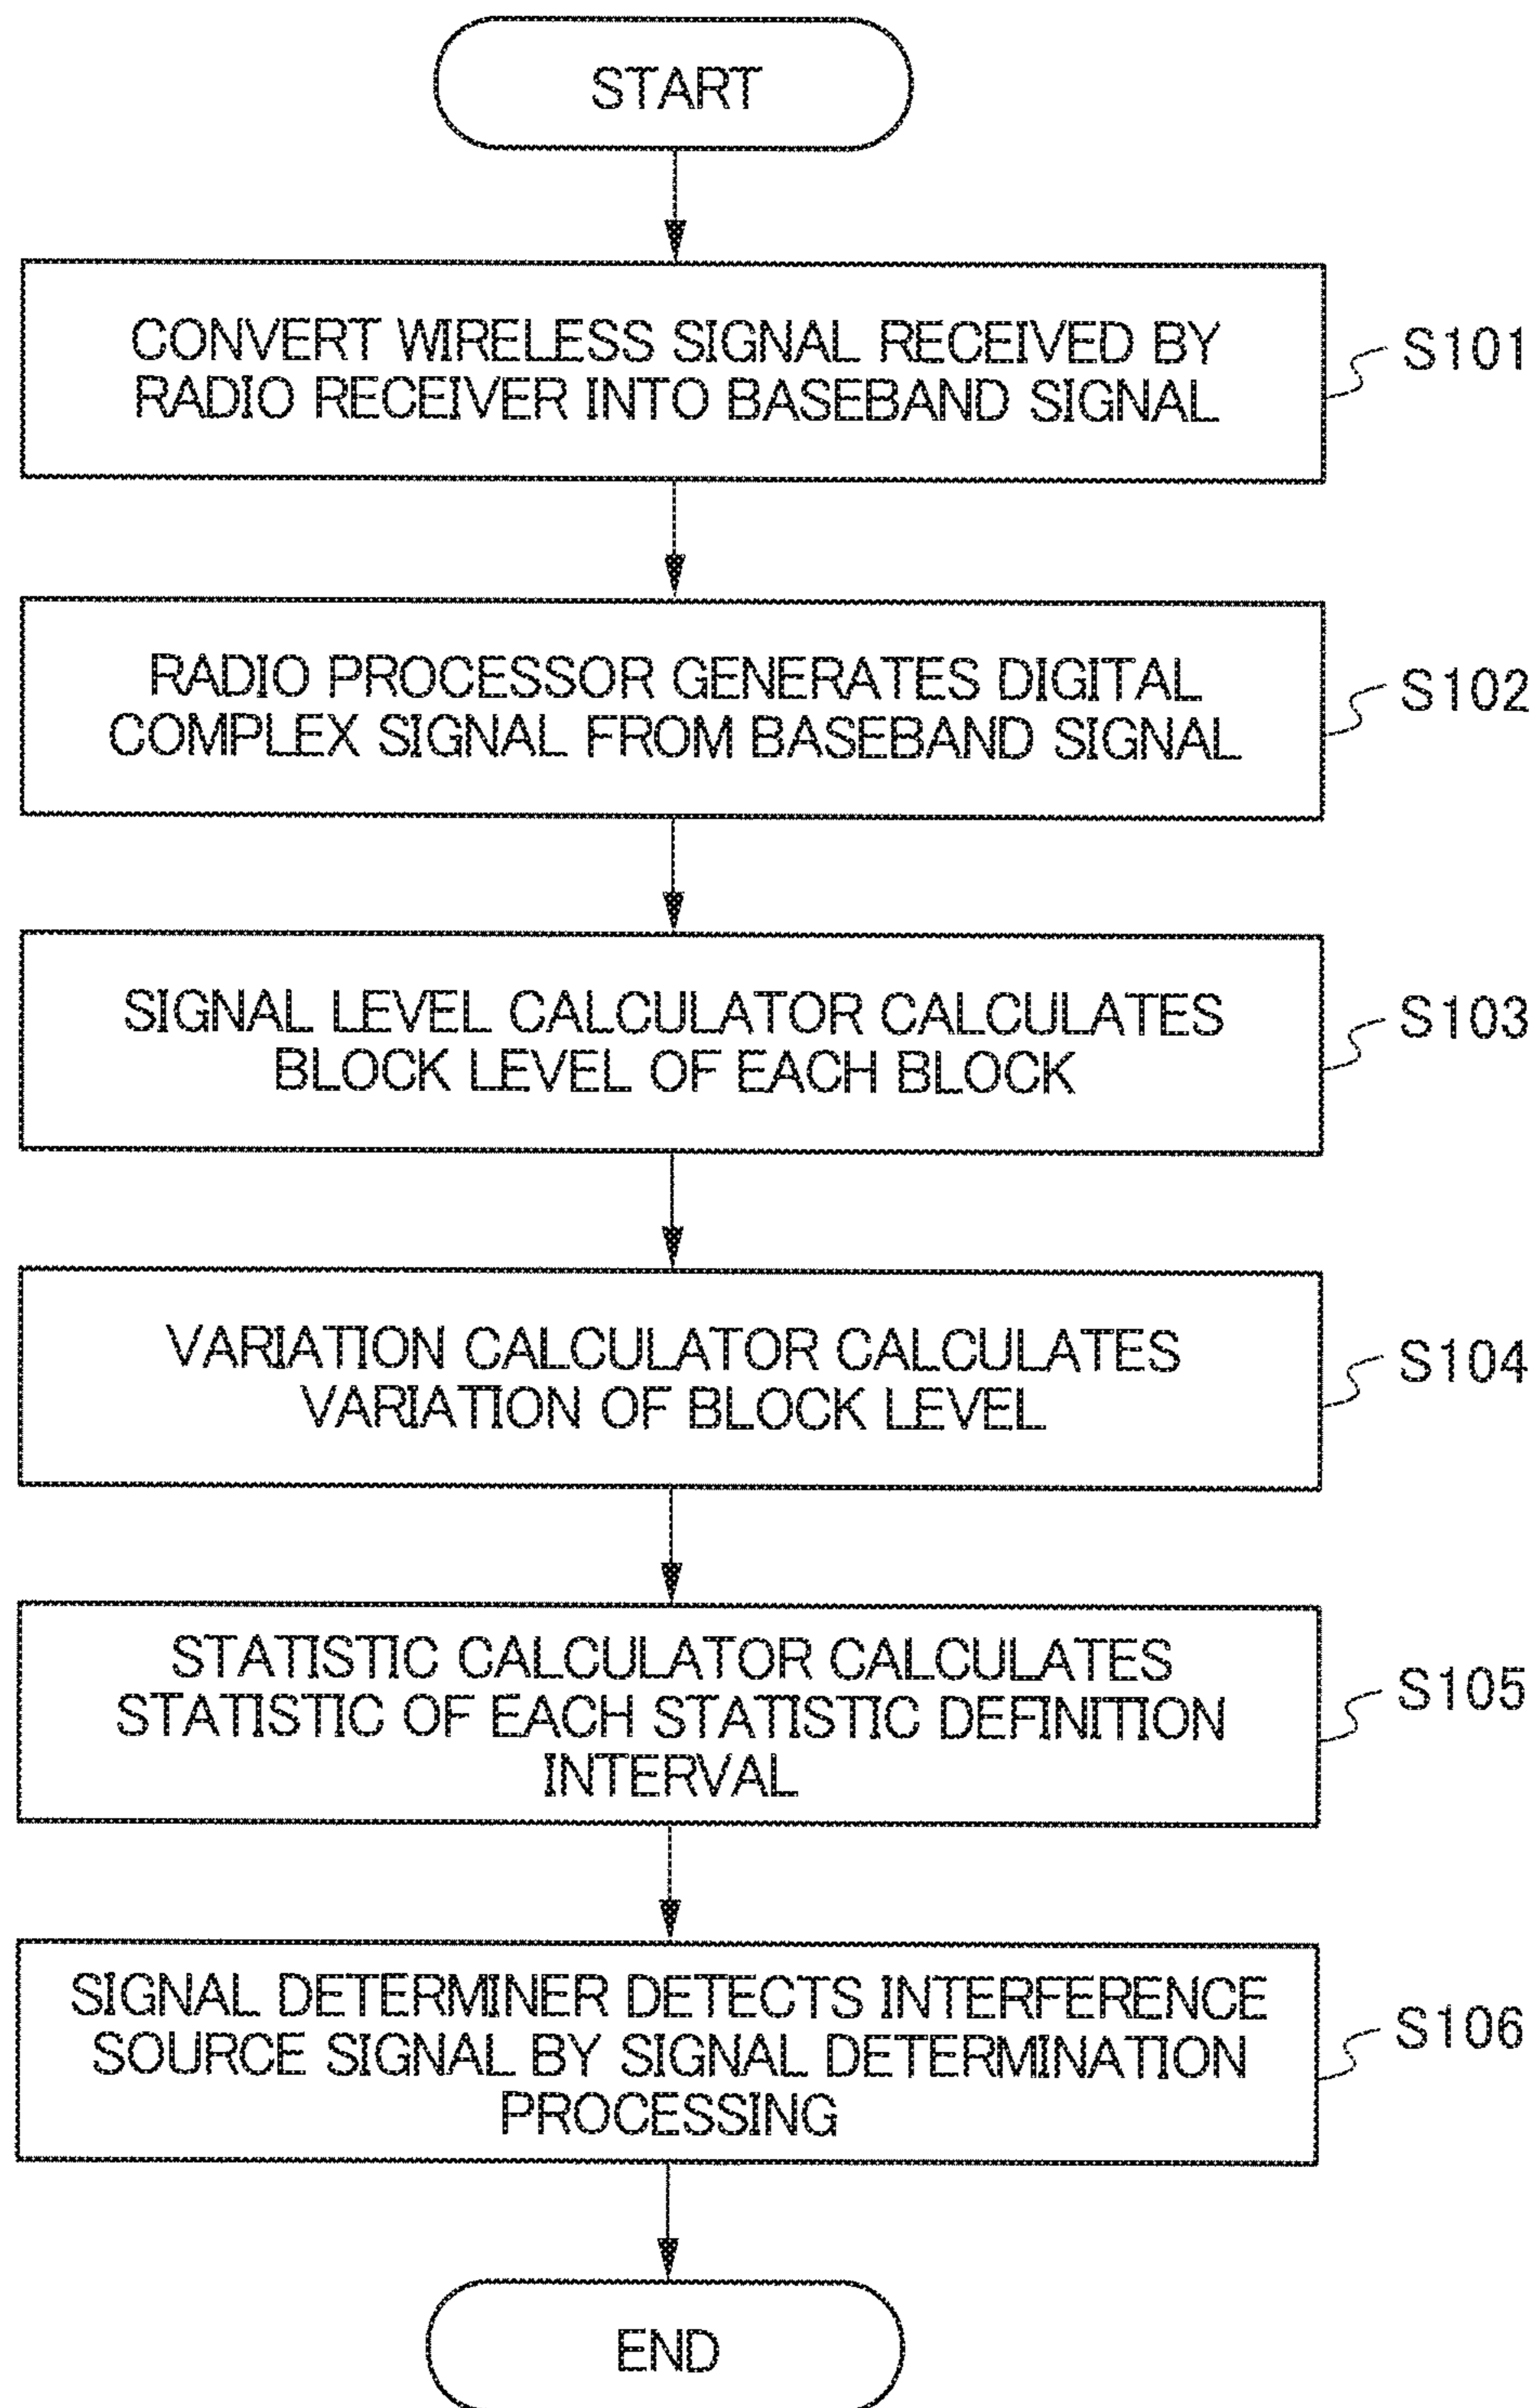 START
CONVERT WIRELESS SIGNAL RECEIVED BY
RADIO RECEIVER INTO BASEBAND SIGNAL
S101
RADIO PROCESSOR GENERATES DIGITAL
COMPLEX SIGNAL FROM BASEBAND SIGNAL
S102
SIGNAL LEVEL CALCULATOR CALCULATES
BLOCK LEVEL OF EACH BLOCK
S103
VARIATION CALCULATOR CALCULATES
VARIATION OF BLOCK LEVEL
S104
STATISTIC CALCULATOR CALCULATES
STATISTIC OF EACH STATISTIC DEFINITION
INTERVAL
S105
SIGNAL DETERMINER DETECTS INTERFERENCE
SOURCE SIGNAL BY SIGNAL DETERMINATION
PROCESSING
S106
END